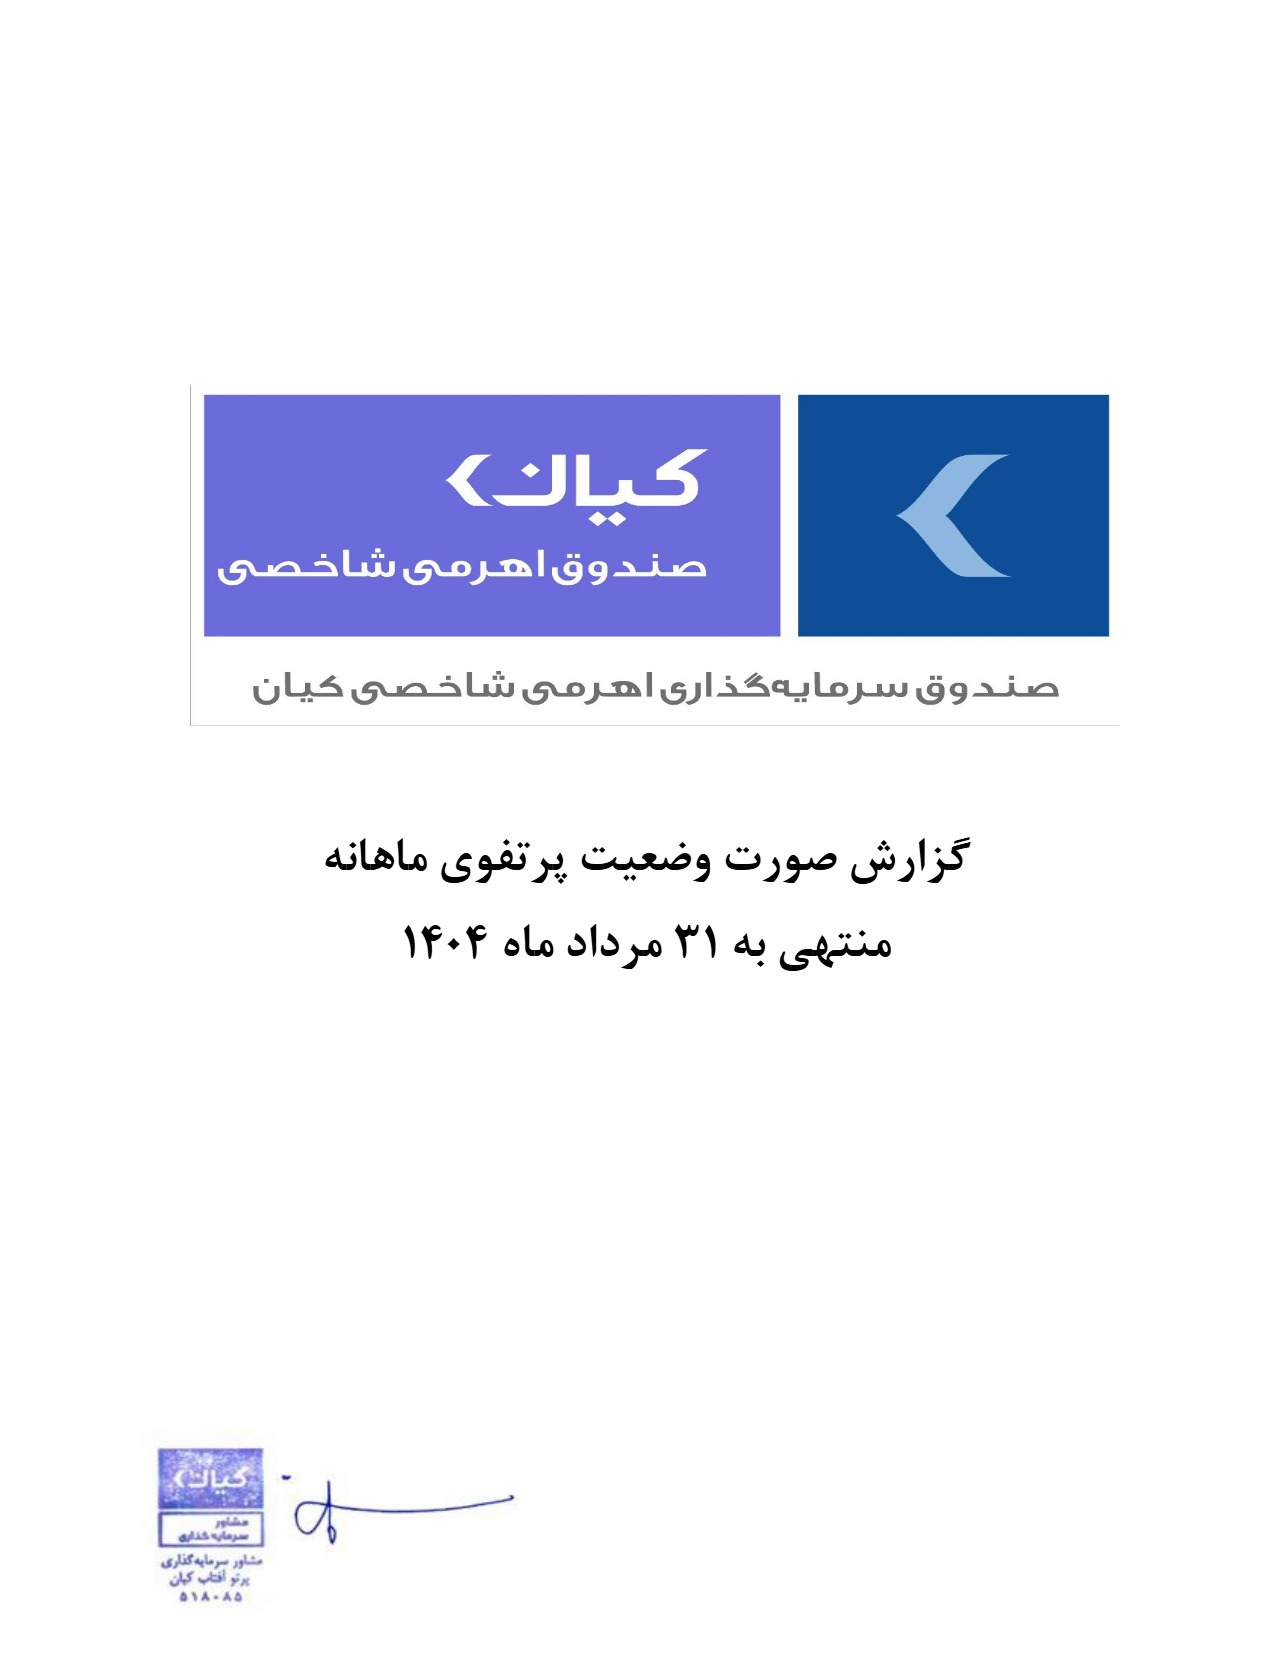 کیان
صندوق اهرمی شاخصی
صندوق سرمایه‌گذاری اهرمی شاخصی کیان
گزارش صورت وضعیت پرتفوی ماهانه
منتهی به ۳۱ مرداد ماه ۱۴۰۴
کیان
مشاور
سرمایه گذاری
مشاور سرمایه‌گذاری
پرتو آفتاب کیان
۵۱۸۰۸۵